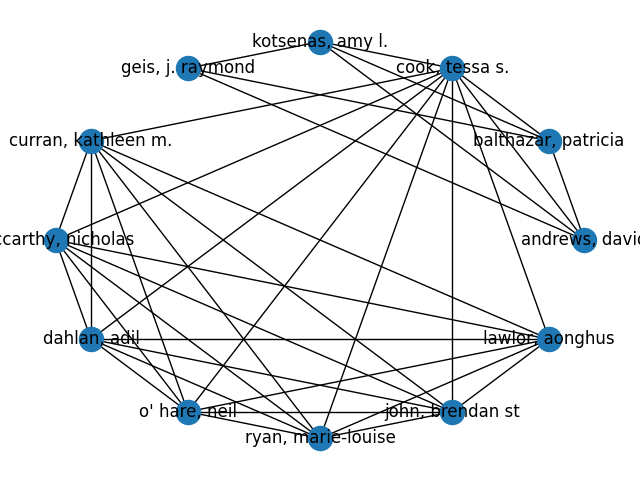 kotsenas, amy l.
geis, j. raymond
cook, tessa s.
curran, kathleen m.
balthazar, patricia
ccarthy, nicholas
andrews, davi
dahlan, adil
lawlor, aonghus
o' hare, neil
john, brendan st
ryan, marie-louise